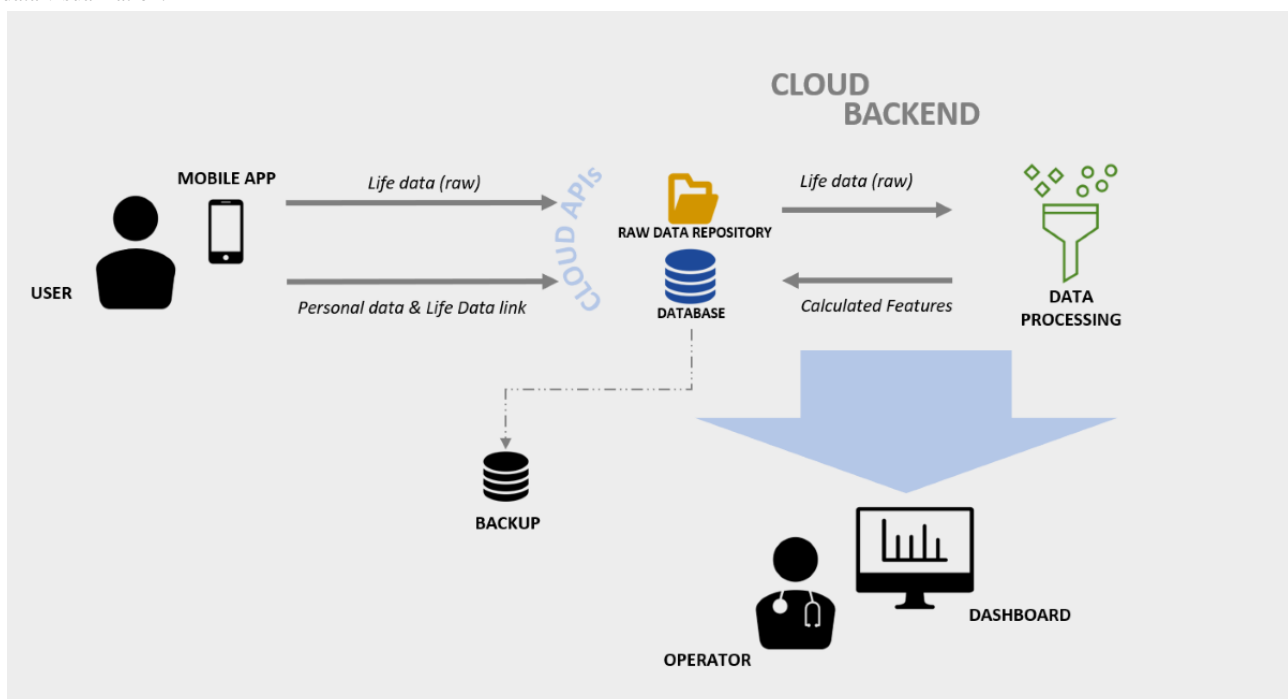 CLOUD
BACKEND
MOBILE APP
Life data (raw)
CLOUD APIs
Life data (raw)
RAW DATA REPOSITORY
USER
Personal data & Life Data link
DATABASE
Calculated Features
DATA
PROCESSING
BACKUP
DASHBOARD
OPERATOR